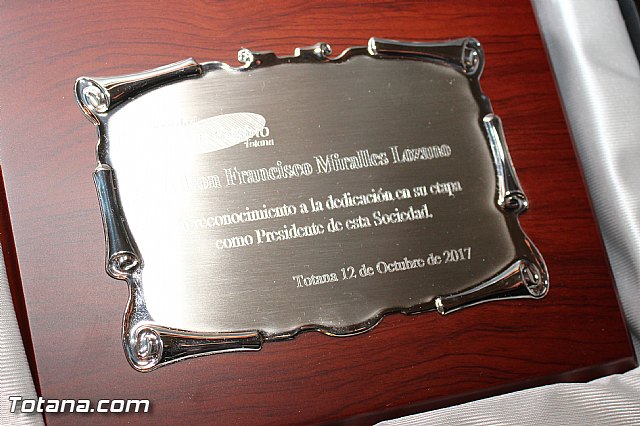 Totana
Don Francisco Miralles Lozano
reconocimiento a la dedicación en su etapa
como Presidente de esta Sociedad.
Totana 12 de Octubre de 2017
Totana.com